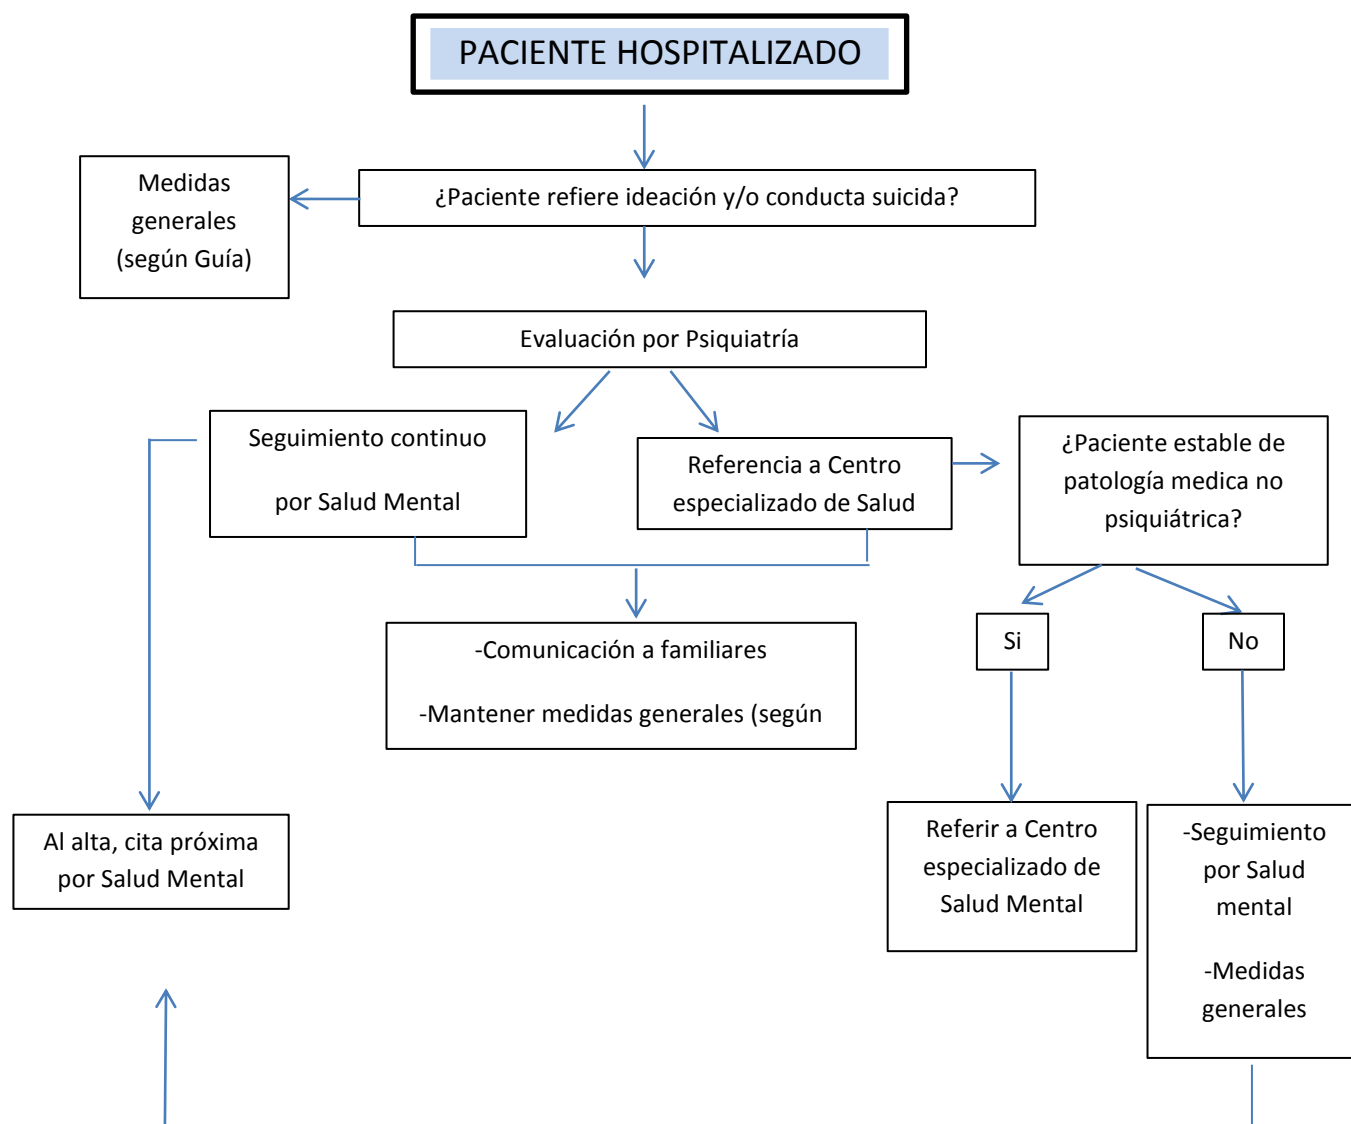 PACIENTE HOSPITALIZADO
Medidas
generales
(según Guía)
¿Paciente refiere ideación y/o conducta suicida?
Evaluación por Psiquiatría
Seguimiento continuo
por Salud Mental
Referencia a Centro
especializado de Salud
¿Paciente estable de
patología medica no
psiquiátrica?
-Comunicación a familiares
-Mantener medidas generales (según
Si
No
Al alta, cita próxima
por Salud Mental
Referir a Centro
especializado de
Salud Mental
-Seguimiento
por Salud
mental
-Medidas
generales